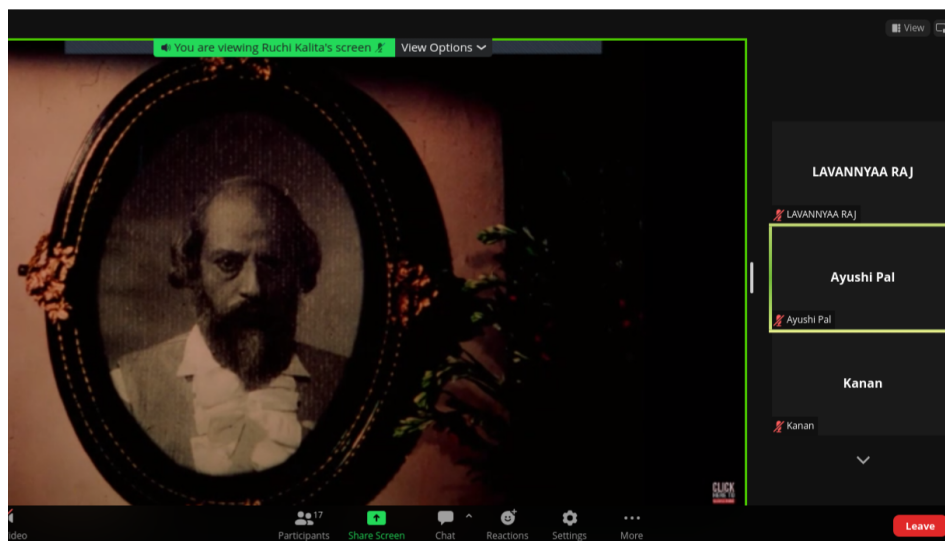 View
You are viewing Ruchi Kalita's screen
View Options
LAVANNYAA RAJ
LAVANNYAA RAJ
Ayushi Pal
Ayushi Pal
Kanan
Kanan
CLICK
17
Participants
Share Screen
Chat
Reactions
Settings
More
Leave